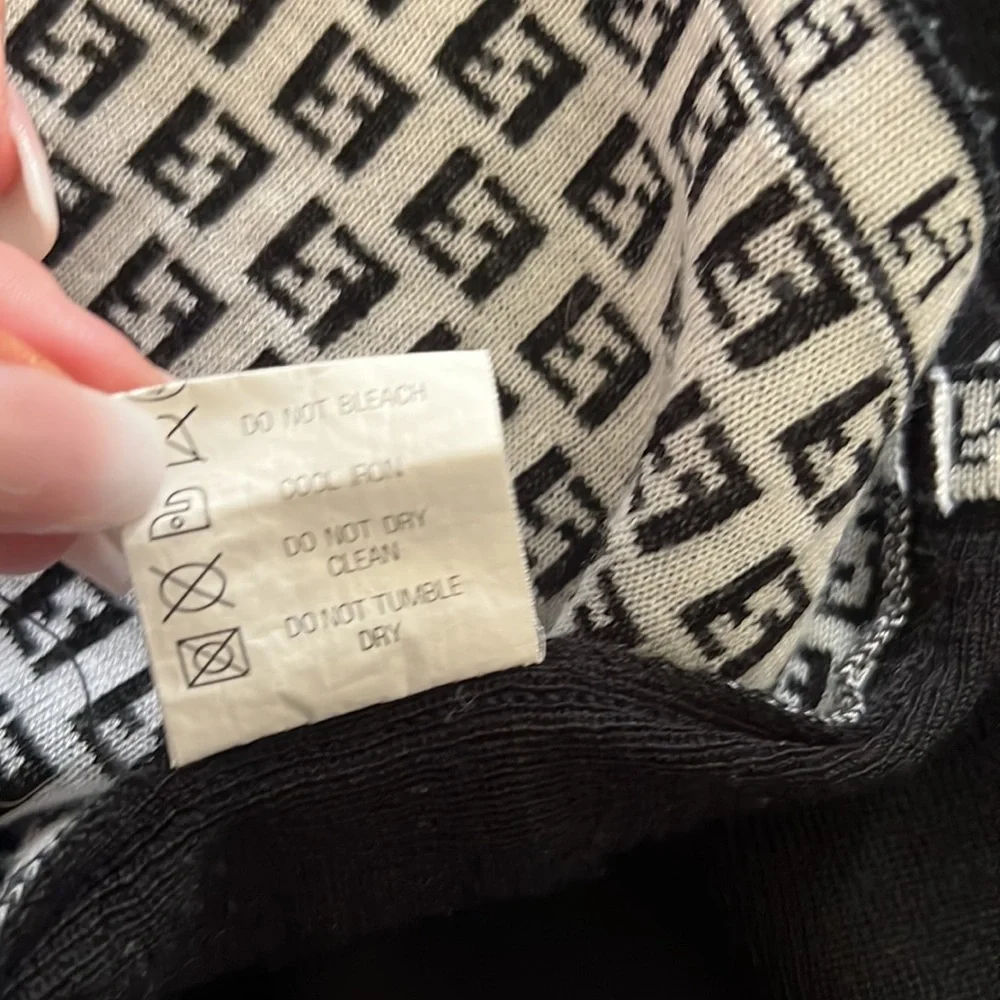 DO NOT BLEACH
COOL IRON
DO NOT DRY
CLEAN
DO NOT TUMBLE
DRY